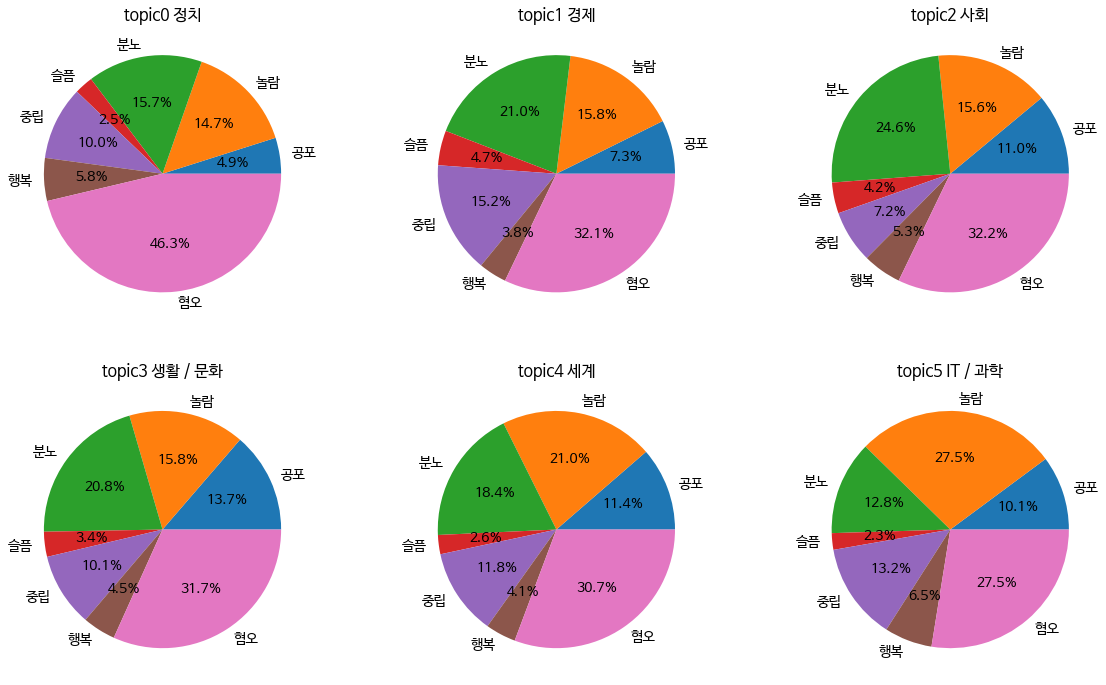 topic0 정치
공포
4.9%
놀람
14.7%
분노
15.7%
슬픔
2.5%
중립
10.0%
행복
5.8%
혐오
46.3%
topic1 경제
공포
7.3%
놀람
15.8%
분노
21.0%
슬픔
4.7%
중립
15.2%
행복
3.8%
혐오
32.1%
topic2 사회
공포
11.0%
놀람
15.6%
분노
24.6%
슬픔
4.2%
중립
7.2%
행복
5.3%
혐오
32.2%
topic3 생활 / 문화
공포
13.7%
놀람
15.8%
분노
20.8%
슬픔
3.4%
중립
10.1%
행복
4.5%
혐오
31.7%
topic4 세계
공포
11.4%
놀람
21.0%
분노
18.4%
슬픔
2.6%
중립
11.8%
행복
4.1%
혐오
30.7%
topic5 IT / 과학
공포
10.1%
놀람
27.5%
분노
12.8%
슬픔
2.3%
중립
13.2%
행복
6.5%
혐오
27.5%